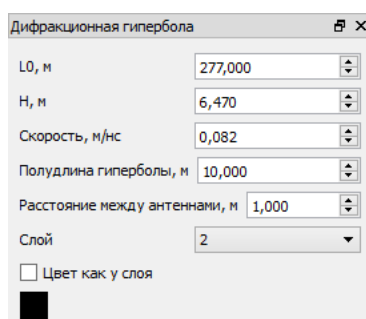 Дифракционная гипербола
L0, м 277,000
Н, м 6,470
Скорость, м/нс 0,082
Полудлина гиперболы, м 10,000
Расстояние между антеннами, м 1,000
Слой 2
Цвет как у слоя